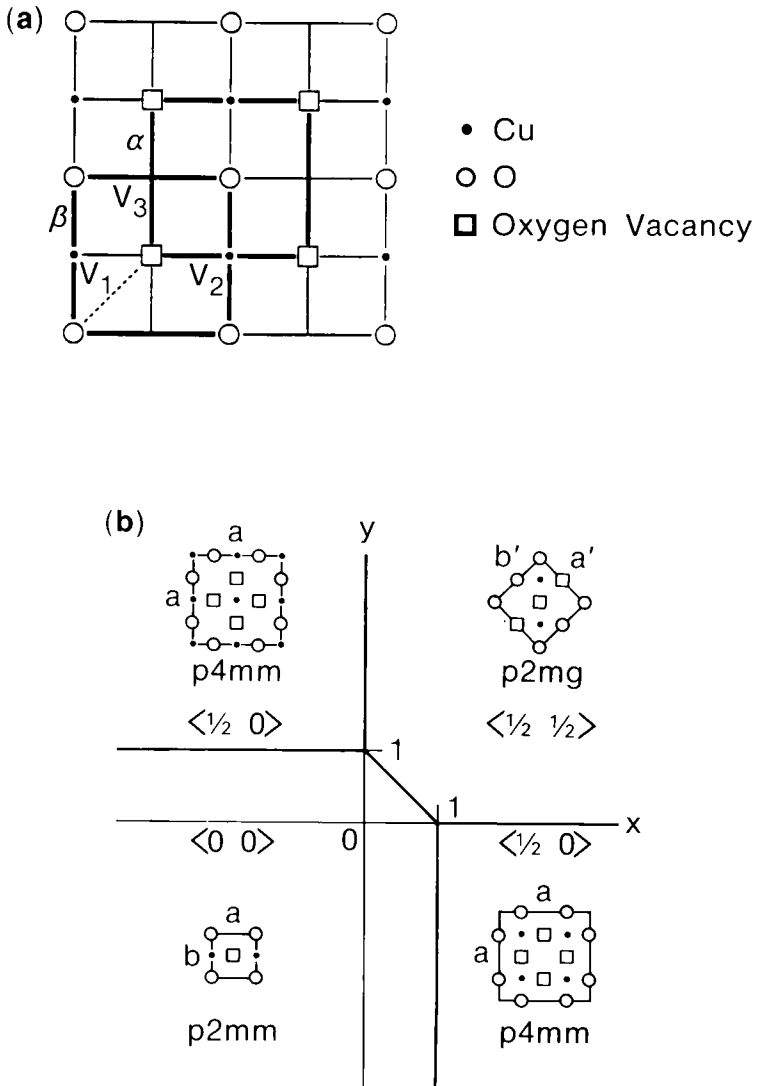 (a)
α
β
V3
V1
V2
Cu
O
Oxygen Vacancy
(b)
y
a
a
p4mm
<½ 0>
b′
a′
p2mg
<½ ½>
1
1
x
0
<0 0>
<½ 0>
a
b
p2mm
a
a
p4mm